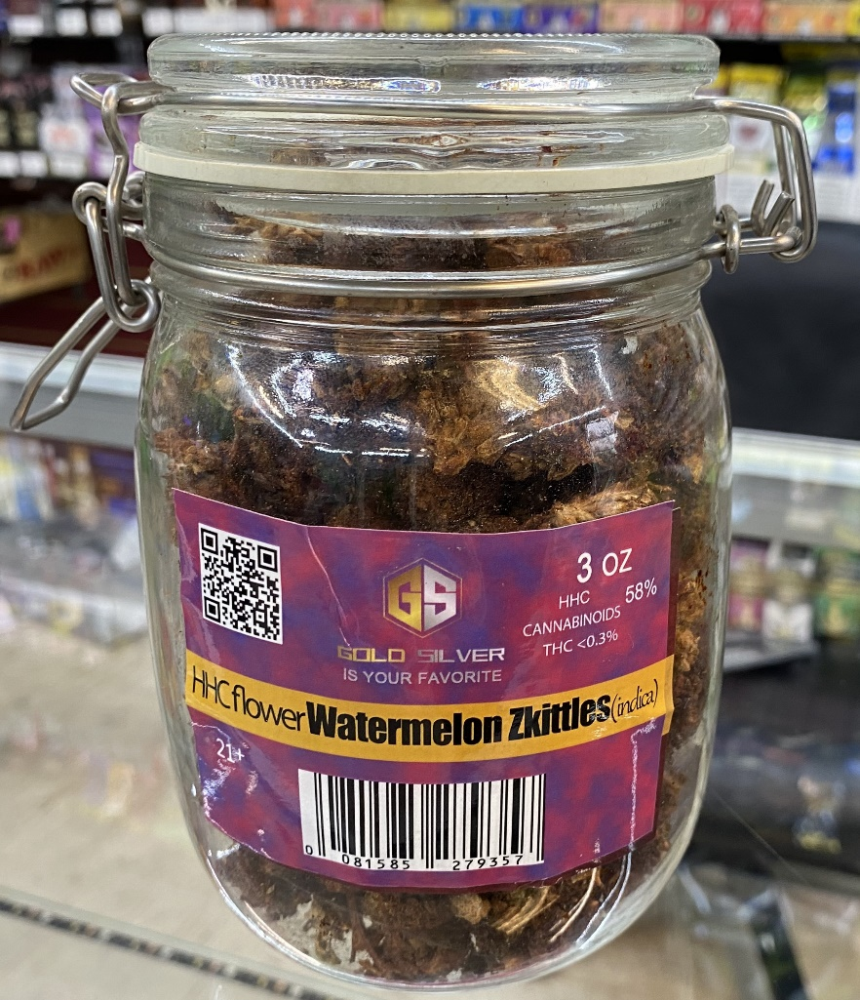 GS
GOLD SILVER
IS YOUR FAVORITE
3 OZ
HHC
CANNABINOIDS 58%
THC <0.3%
HHC flower Watermelon Zkittles (indica)
21+
0 081585 279357